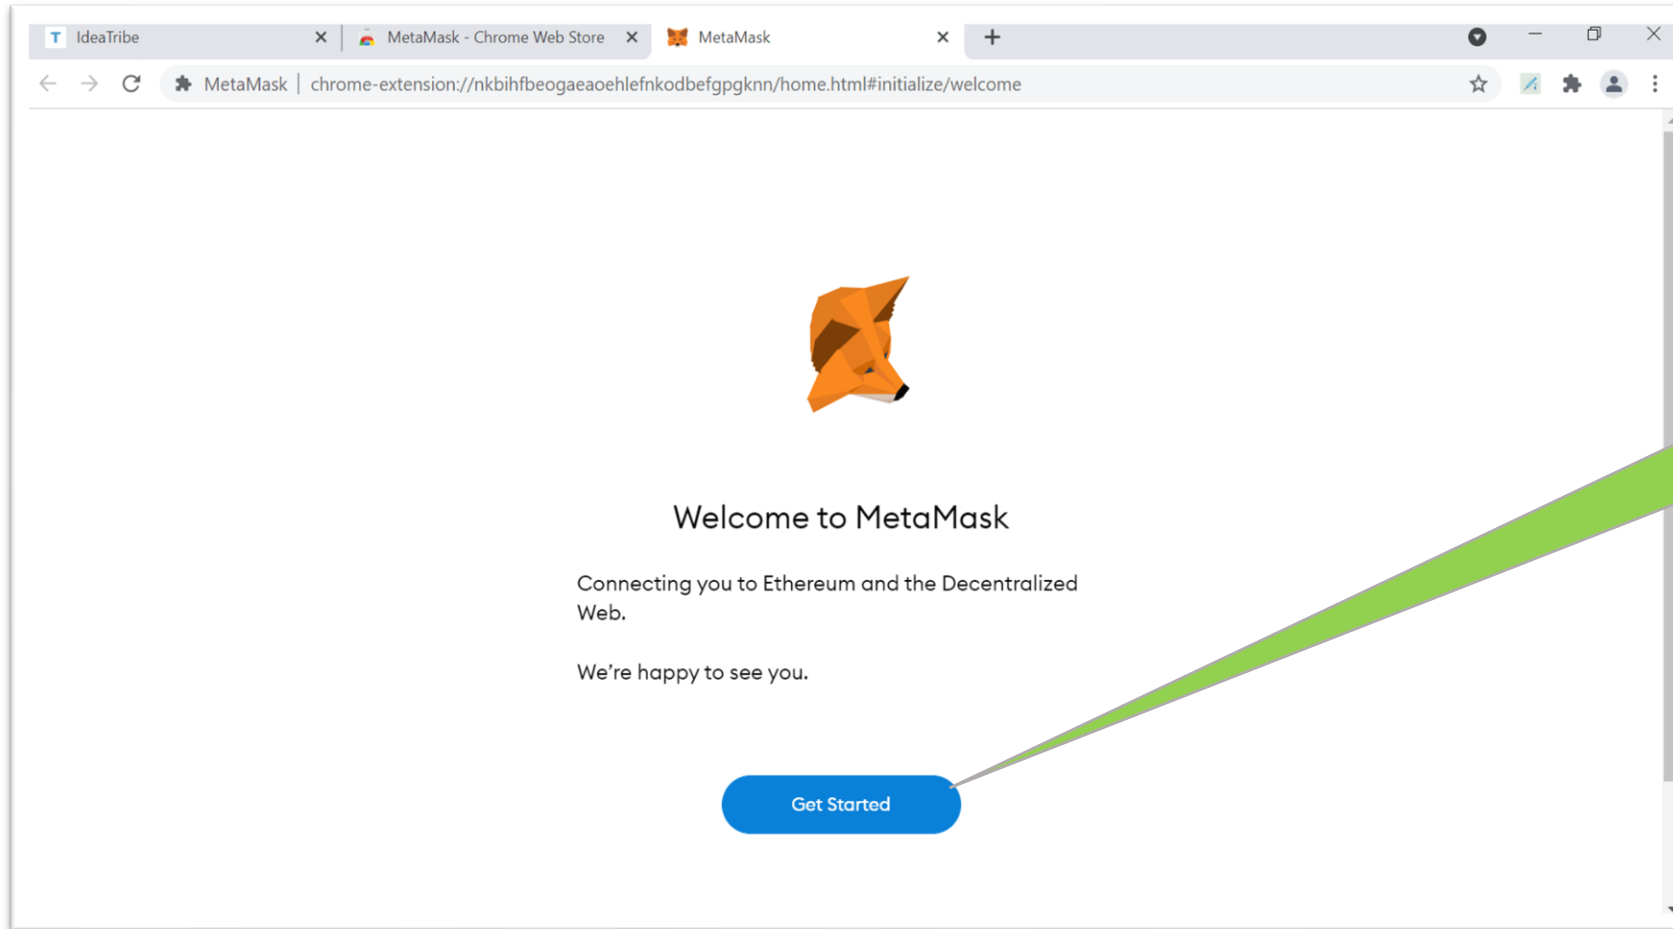 T IdeaTribe
MetaMask - Chrome Web Store
MetaMask
MetaMask | chrome-extension://nkbihfbeogaeaoehlefnkodbefgpgknn/home.html#initialize/welcome
Welcome to MetaMask
Connecting you to Ethereum and the Decentralized
Web.
We’re happy to see you.
Get Started